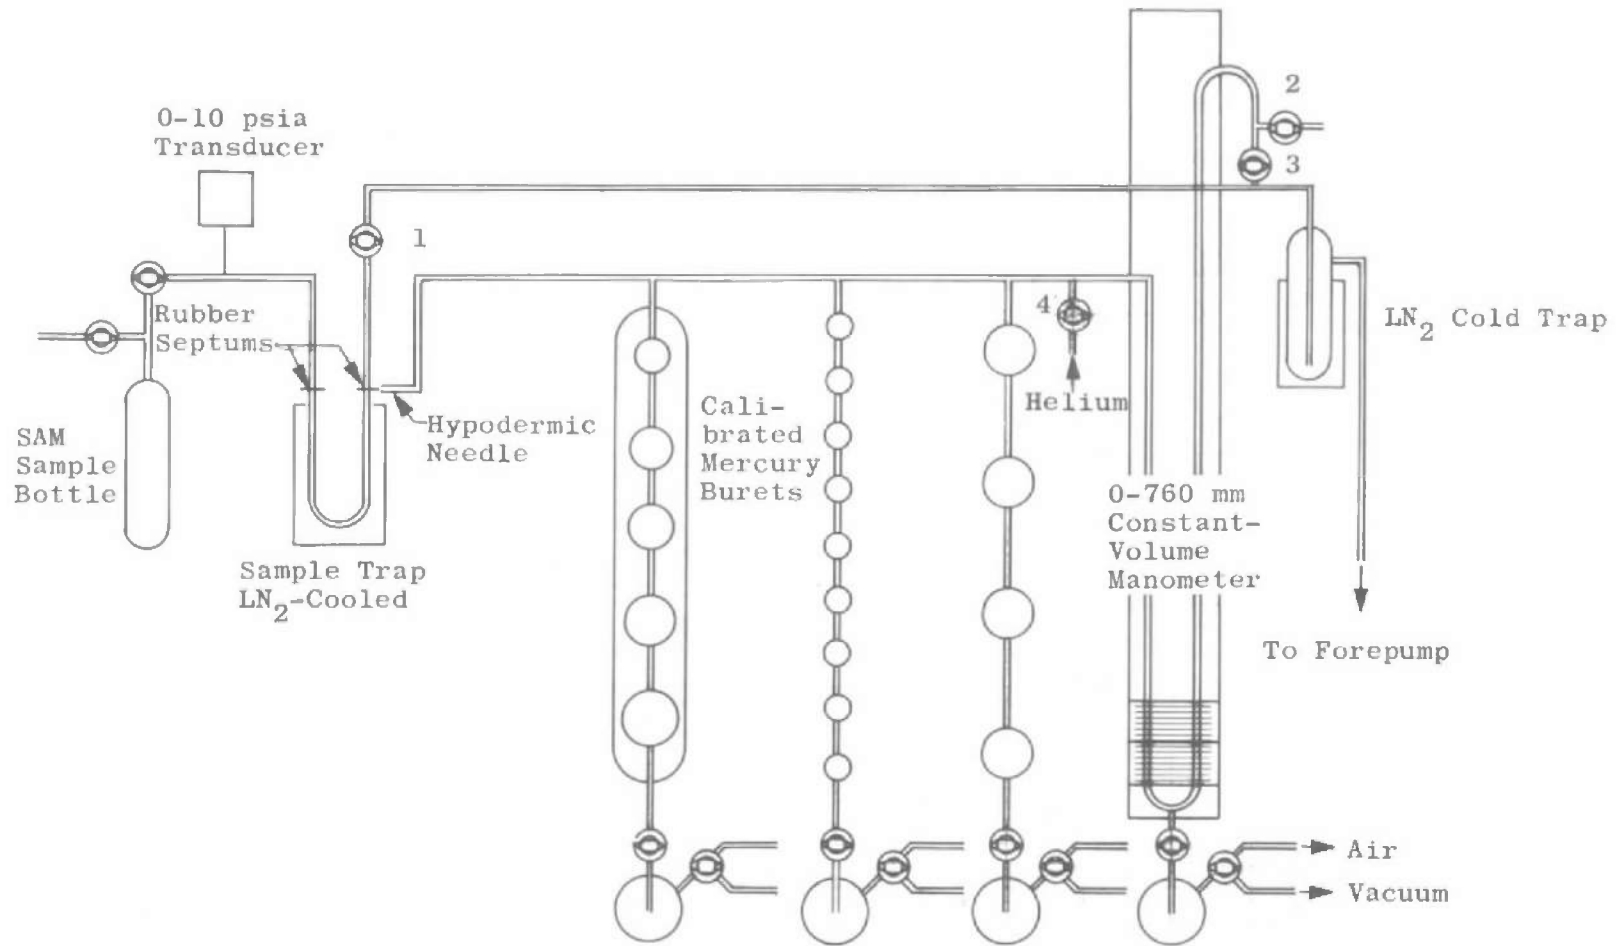 0-10 psia
Transducer
1
2
3
4
Rubber
Septums
SAM
Sample
Bottle
Hypodermic
Needle
Sample Trap
LN2-Cooled
Cali-
brated
Mercury
Burets
Helium
0-760 mm
Constant-
Volume
Manometer
LN2 Cold Trap
To Forepump
Air
Vacuum